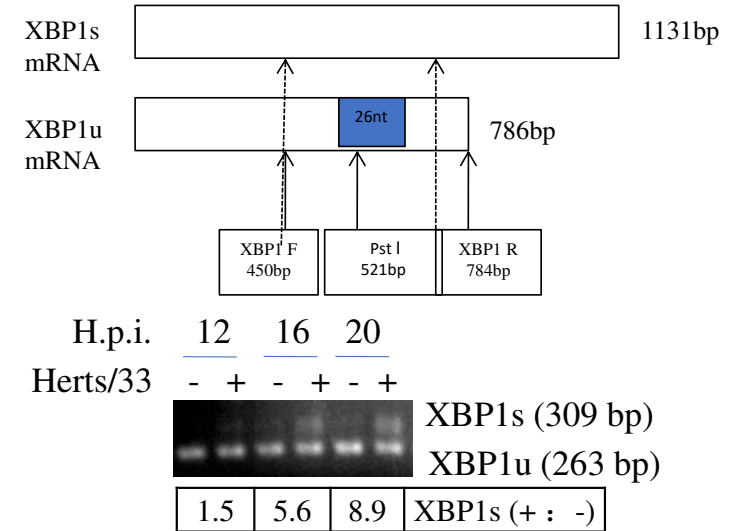 XBP1s mRNA 1131bp
XBP1u mRNA 26nt 786bp
XBP1 F 450bp
Pst l 521bp
XBP1 R 784bp
H.p.i. 12 16 20
Herts/33 - + - + - +
XBP1s (309 bp)
XBP1u (263 bp)
1.5 5.6 8.9 XBP1s (+ : -)